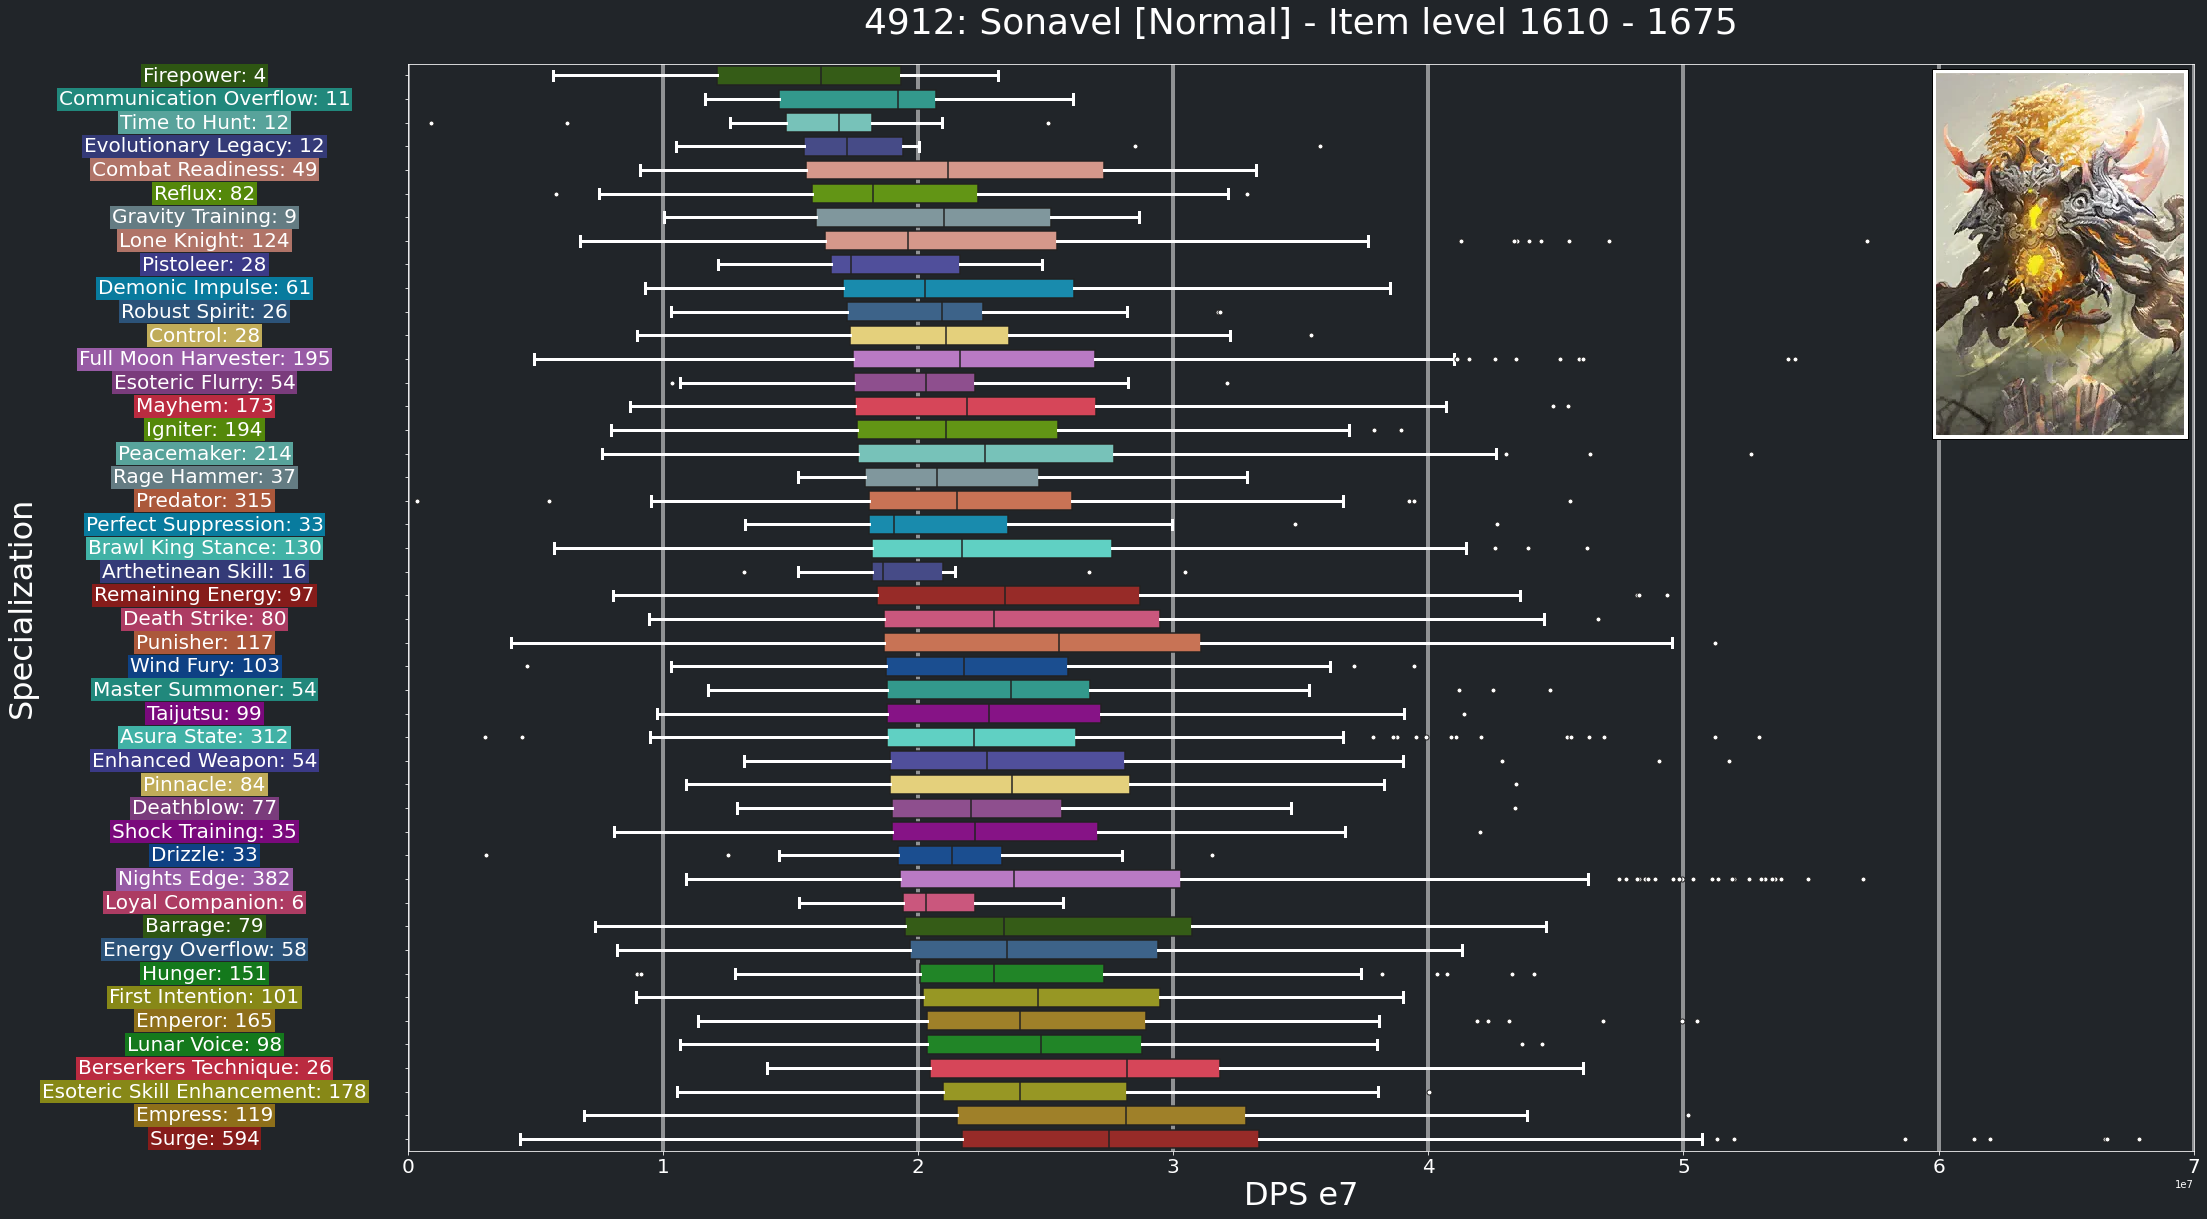 4912: Sonavel [Normal] - Item level 1610 - 1675
Firepower: 4
Communication Overflow: 11
Time to Hunt: 12
Evolutionary Legacy: 12
Combat Readiness: 49
Reflux: 82
Gravity Training: 9
Lone Knight: 124
Pistoleer: 28
Demonic Impulse: 61
Robust Spirit: 26
Control: 28
Full Moon Harvester: 195
Esoteric Flurry: 54
Mayhem: 173
Igniter: 194
Peacemaker: 214
Rage Hammer: 37
Predator: 315
Perfect Suppression: 33
Brawl King Stance: 130
Arthetinean Skill: 16
Remaining Energy: 97
Death Strike: 80
Punisher: 117
Wind Fury: 103
Master Summoner: 54
Taijutsu: 99
Asura State: 312
Enhanced Weapon: 54
Pinnacle: 84
Deathblow: 77
Shock Training: 35
Drizzle: 33
Nights Edge: 382
Loyal Companion: 6
Barrage: 79
Energy Overflow: 58
Hunger: 151
First Intention: 101
Emperor: 165
Lunar Voice: 98
Berserkers Technique: 26
Esoteric Skill Enhancement: 178
Empress: 119
Surge: 594
Specialization
0 1 2 3 4 5 6 7
1e7
DPS e7